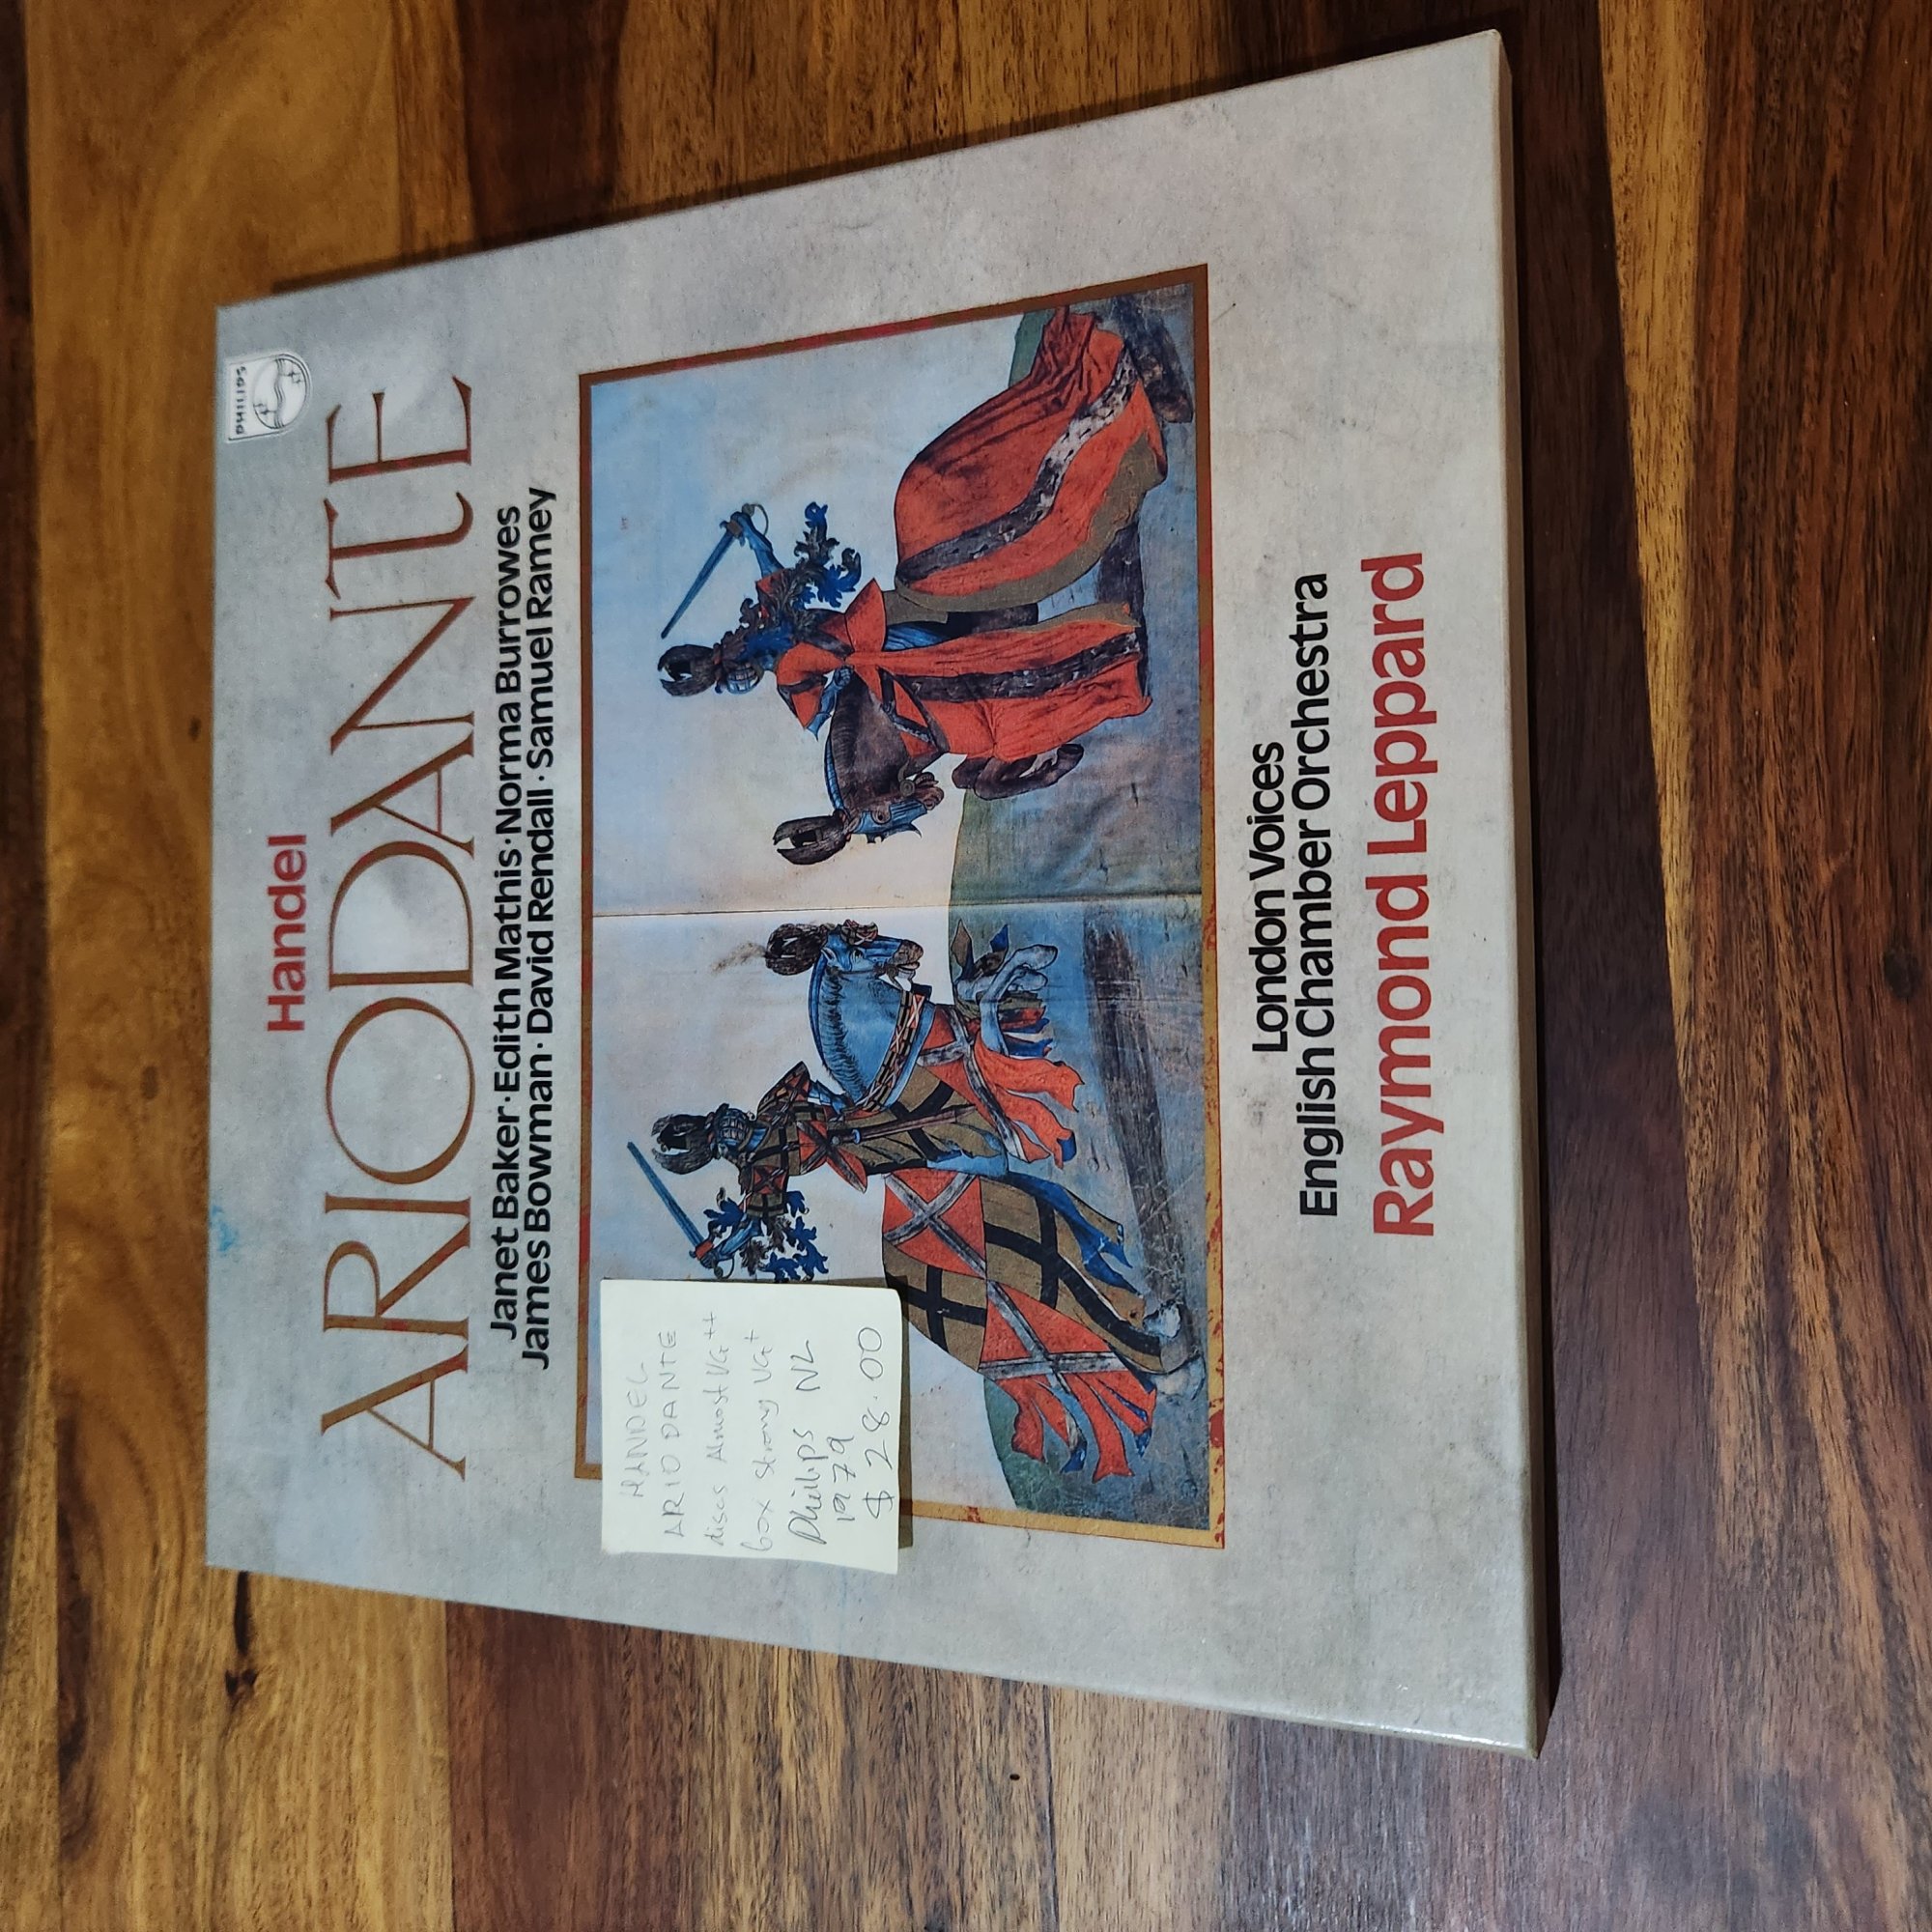 PHILIPS
Handel
ARIODANTE
Janet Baker · Edith Mathis · Norma Burrowes
James Bowman · David Rendall · Samuel Ramey
HANDEL
ARIODANTE
discs Almost VG++
box strong VG+
Philips NL
1979
$28.00
London Voices
English Chamber Orchestra
Raymond Leppard